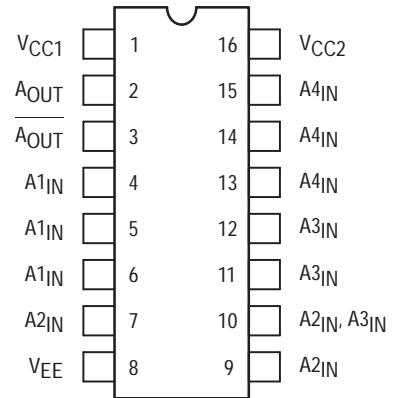 VCC1 1 16 VCC2
AOUT 2 15 A4IN
AOUT 3 14 A4IN
A1IN 4 13 A4IN
A1IN 5 12 A3IN
A1IN 6 11 A3IN
A2IN 7 10 A2IN, A3IN
VEE 8 9 A2IN